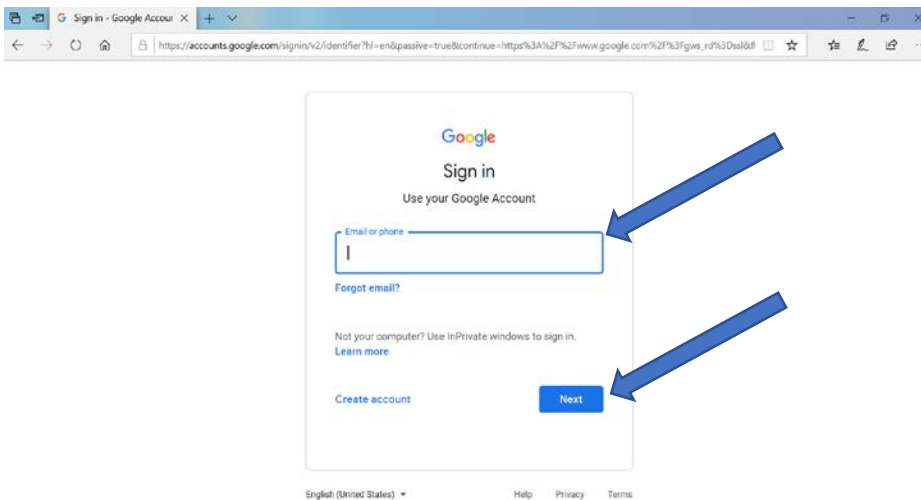 Sign in - Google Accour
https://accounts.google.com/signin/v2/identifier?hl=en&passive=true&continue=https%3A%2F%2Fwww.google.com%2F%3Fgws_rd%3Dssl&fl
Google
Sign in
Use your Google Account
Email or phone
Forgot email?
Not your computer? Use InPrivate windows to sign in.
Learn more
Create account
Next
English (United States)
Help Privacy Terms